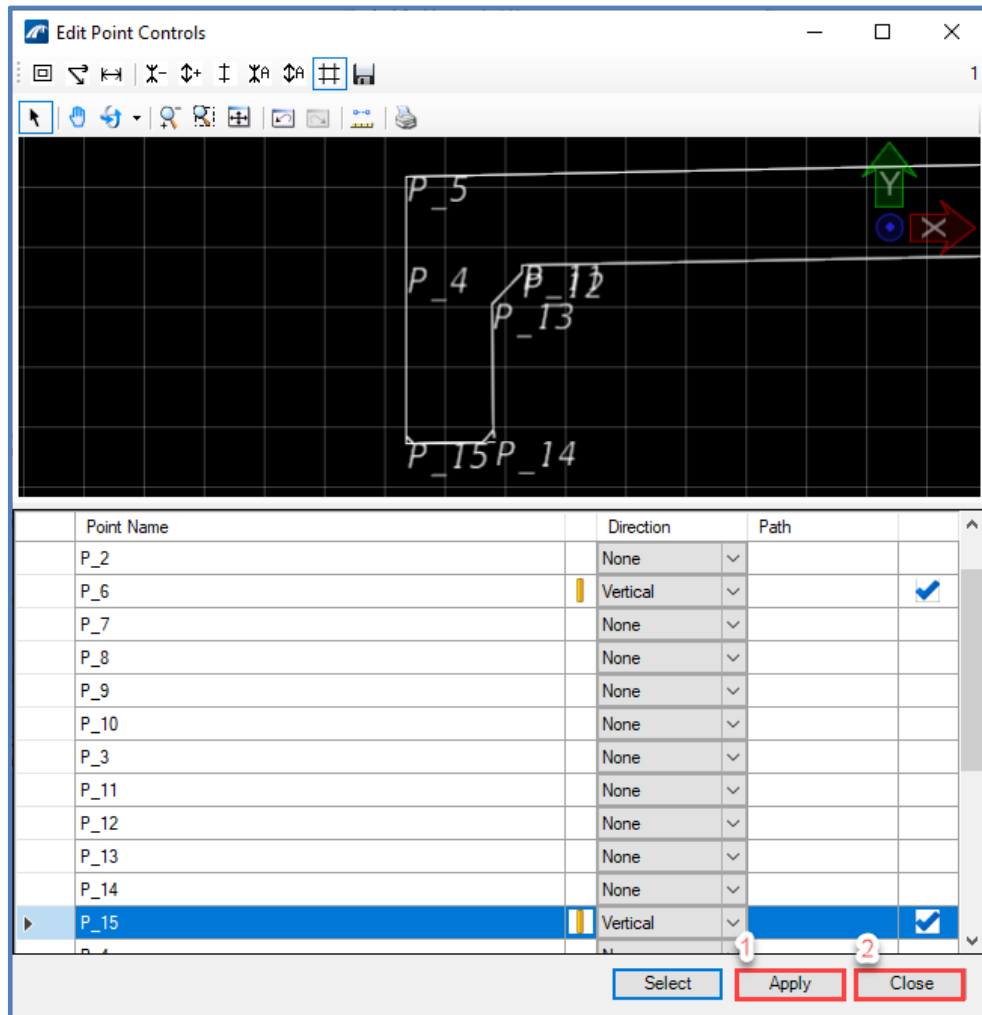 Edit Point Controls
1
P_5
Y
X
P_4
P_12
P_13
P_15 P_14
Point Name Direction Path
P_2 None
P_6 Vertical
P_7 None
P_8 None
P_9 None
P_10 None
P_3 None
P_11 None
P_12 None
P_13 None
P_14 None
P_15 Vertical
1 2
Select Apply Close